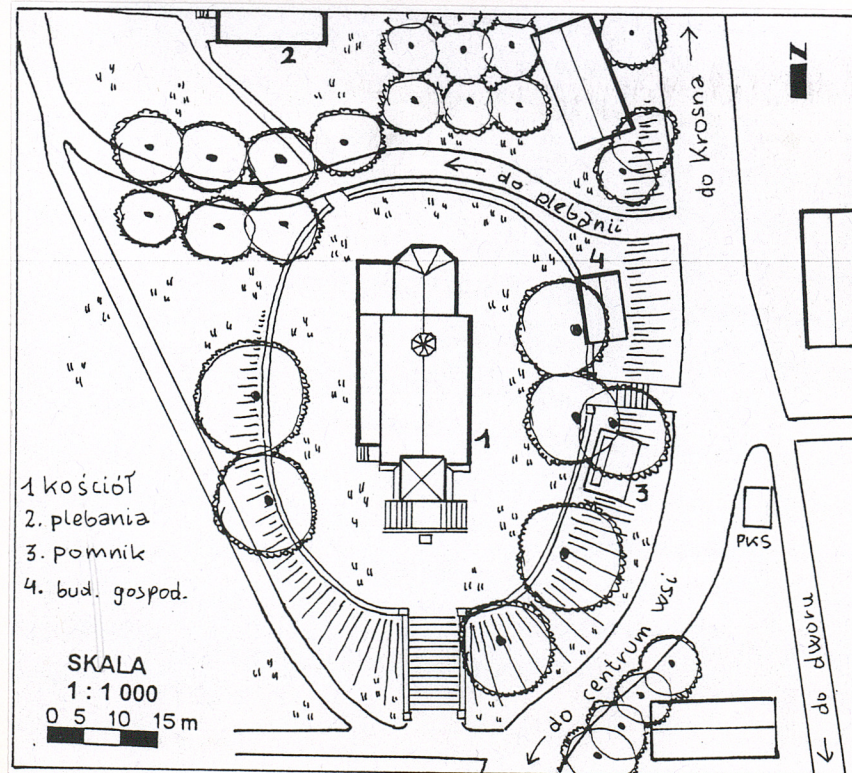 2
N
do Krosna
← do plebanii
4
1
3
PKS
1 kościół
2. plebania
3. pomnik
4. bud. gospod.
do centrum wsi
← do dworu
SKALA
1 : 1 000
0 5 10 15 m